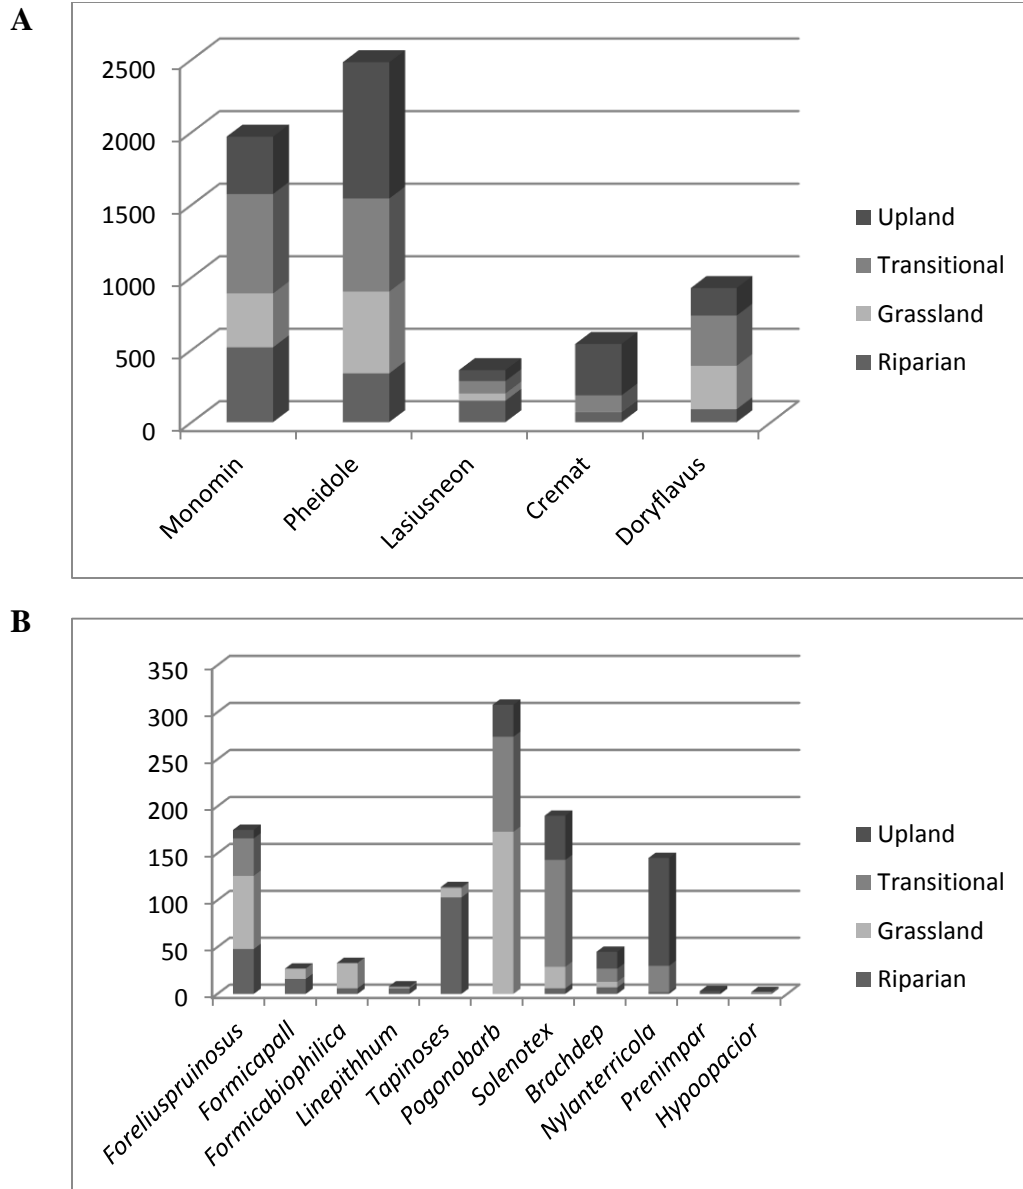 A
2500
2000
1500
1000
500
0
Monomin
Pheidole
Lasiusneon
Cremat
Doryflavus
Upland
Transitional
Grassland
Riparian
B
350
300
250
200
150
100
50
0
Foreliuspruinosus
Formicapall
Formicabiophilica
Linepithhum
Tapinoses
Pogonobarb
Solenotex
Brachdep
Nylanterricola
Prenimpar
Hypoopacior
Upland
Transitional
Grassland
Riparian